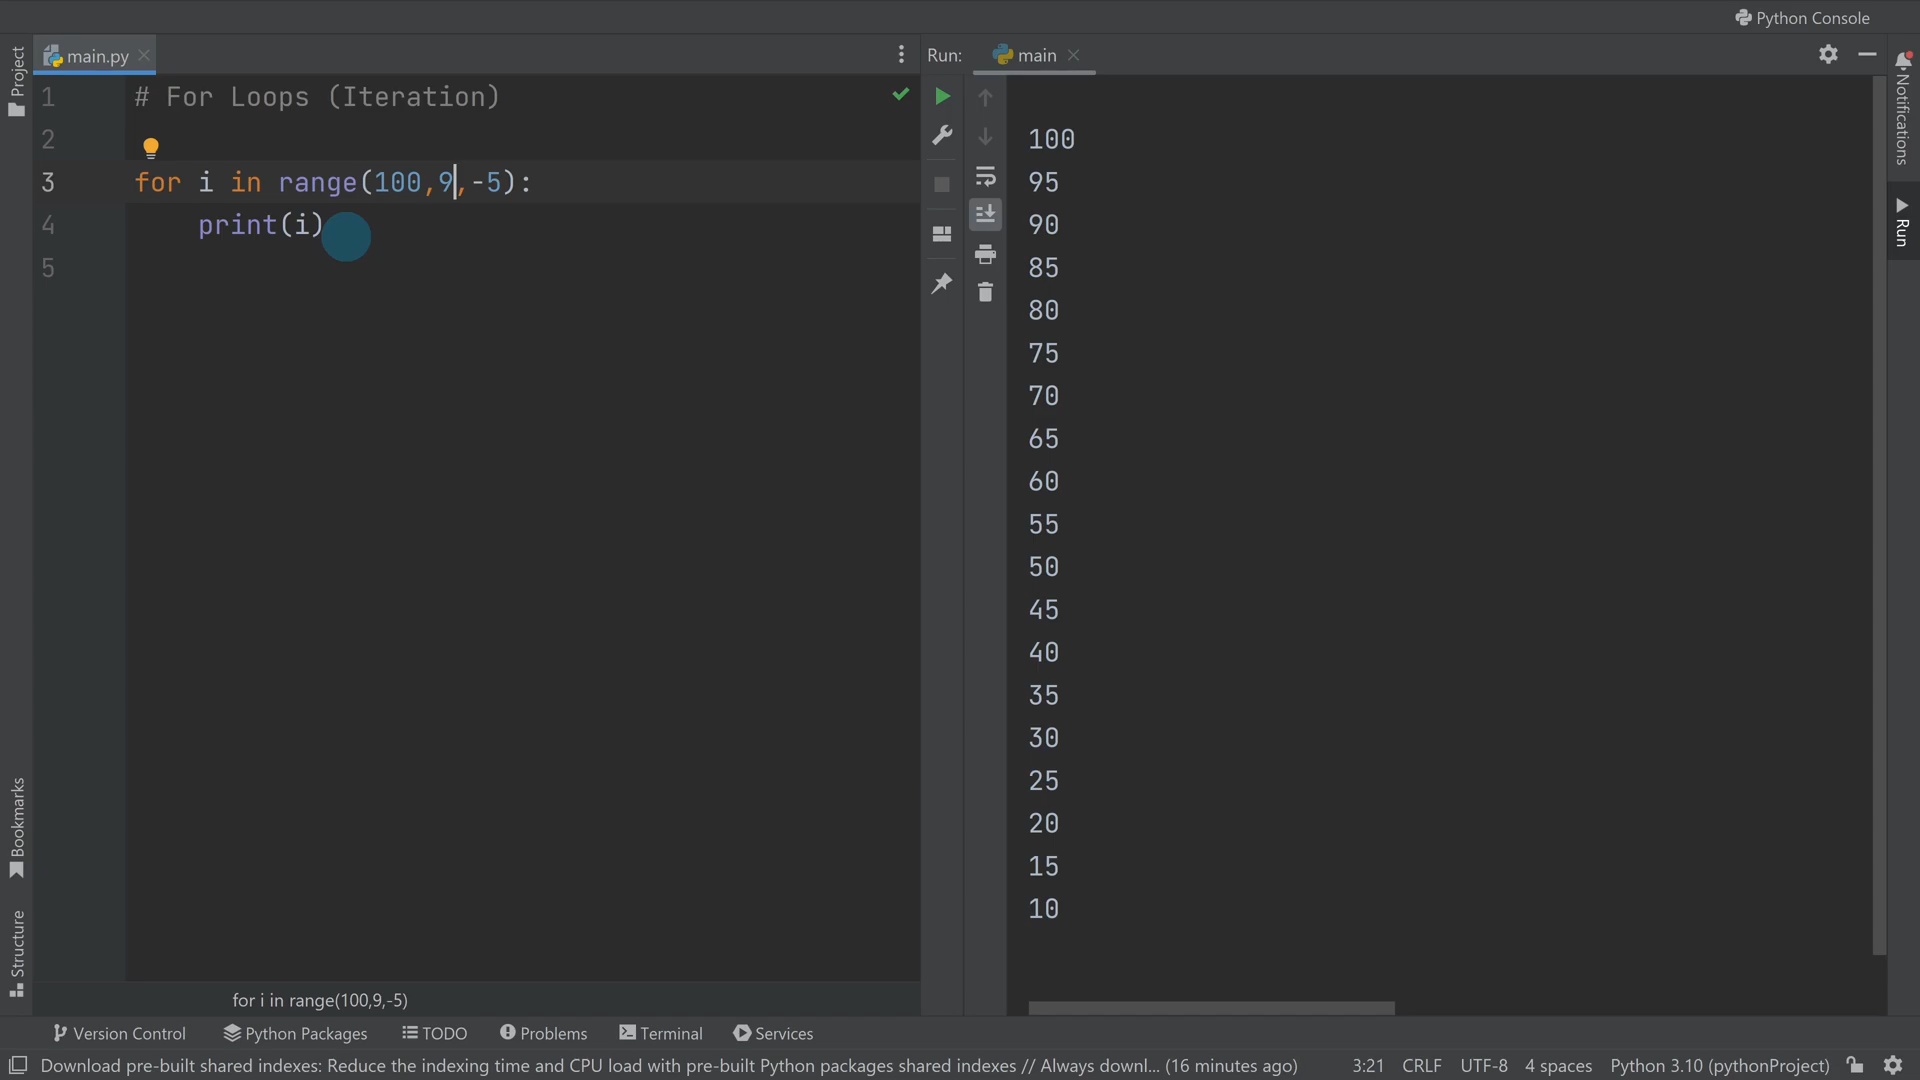 Python Console
Project
main.py
Run:
main
Notifications
Run
1 # For Loops (Iteration)
2
3 for i in range(100,9,-5):
4     print(i)
5
100
95
90
85
80
75
70
65
60
55
50
45
40
35
30
25
20
15
10
Bookmarks
Structure
for i in range(100,9,-5)
Version Control
Python Packages
TODO
Problems
Terminal
Services
Download pre-built shared indexes: Reduce the indexing time and CPU load with pre-built Python packages shared indexes // Always downl... (16 minutes ago)
3:21
CRLF
UTF-8
4 spaces
Python 3.10 (pythonProject)